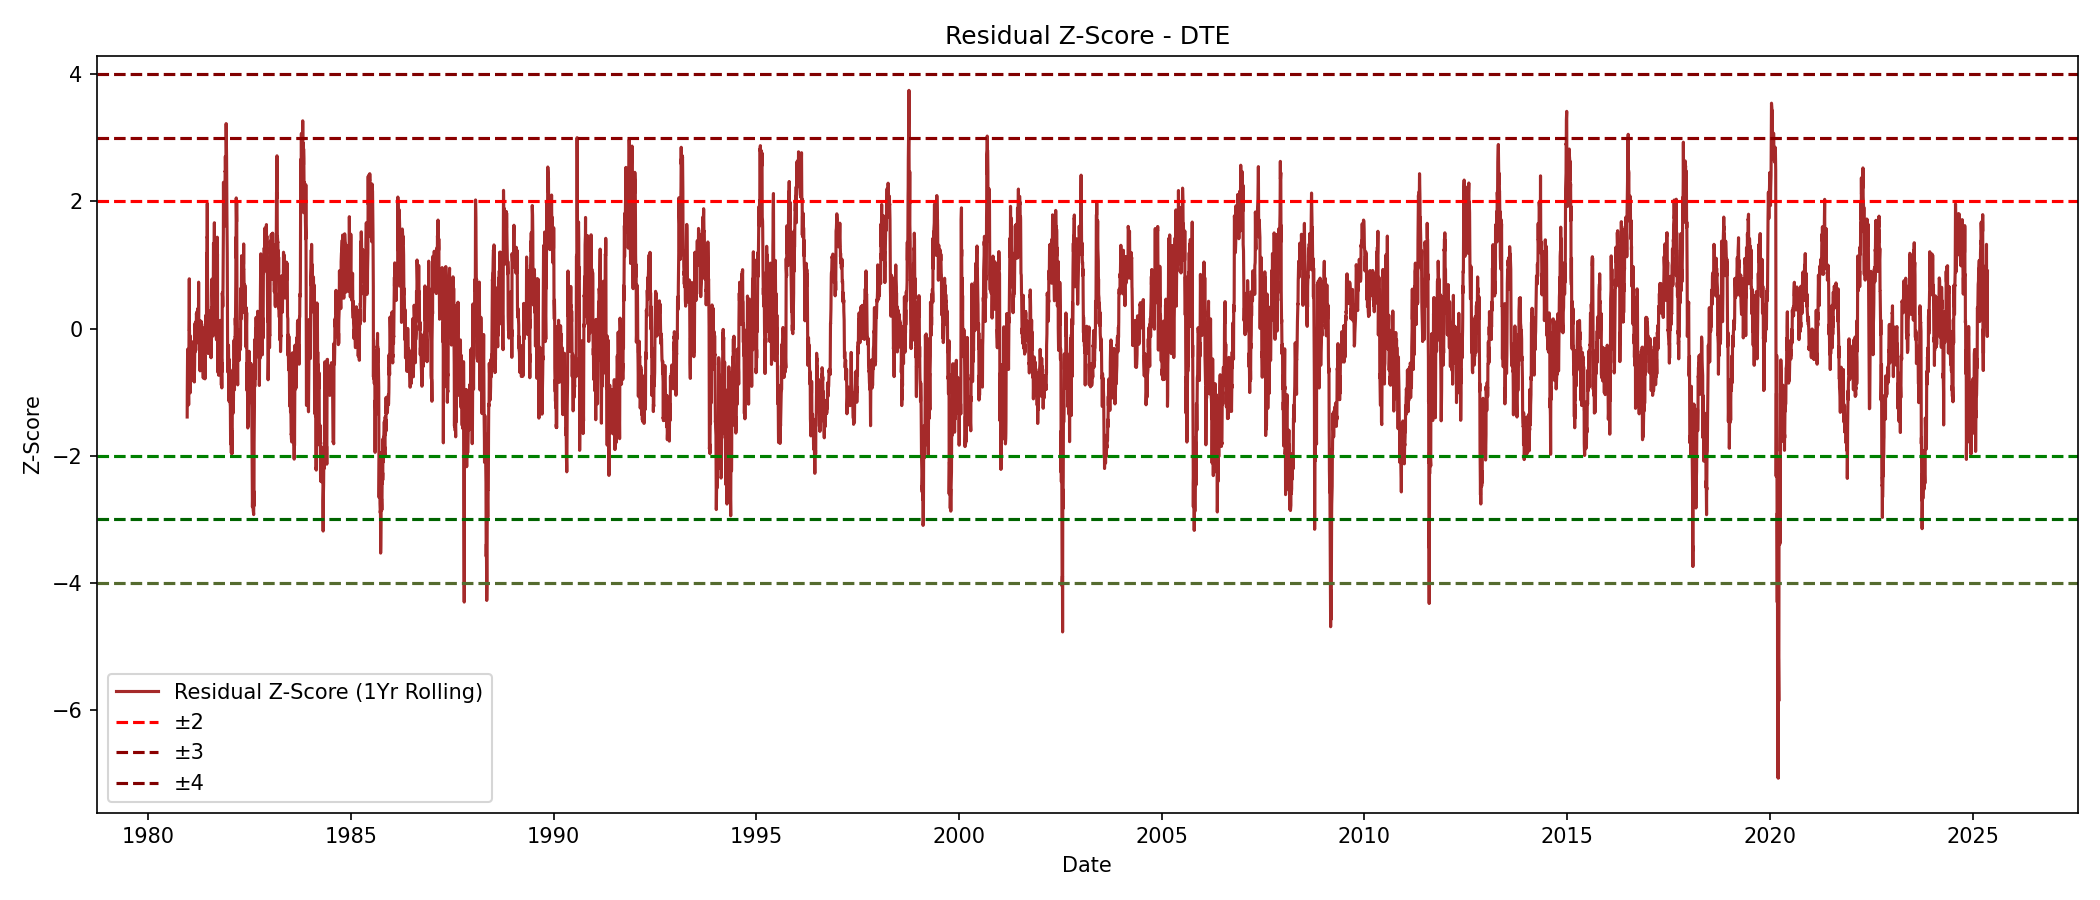 Residual Z-Score - DTE
Z-Score
4
2
0
−2
−4
−6
Residual Z-Score (1Yr Rolling)
±2
±3
±4
1980 1985 1990 1995 2000 2005 2010 2015 2020 2025
Date